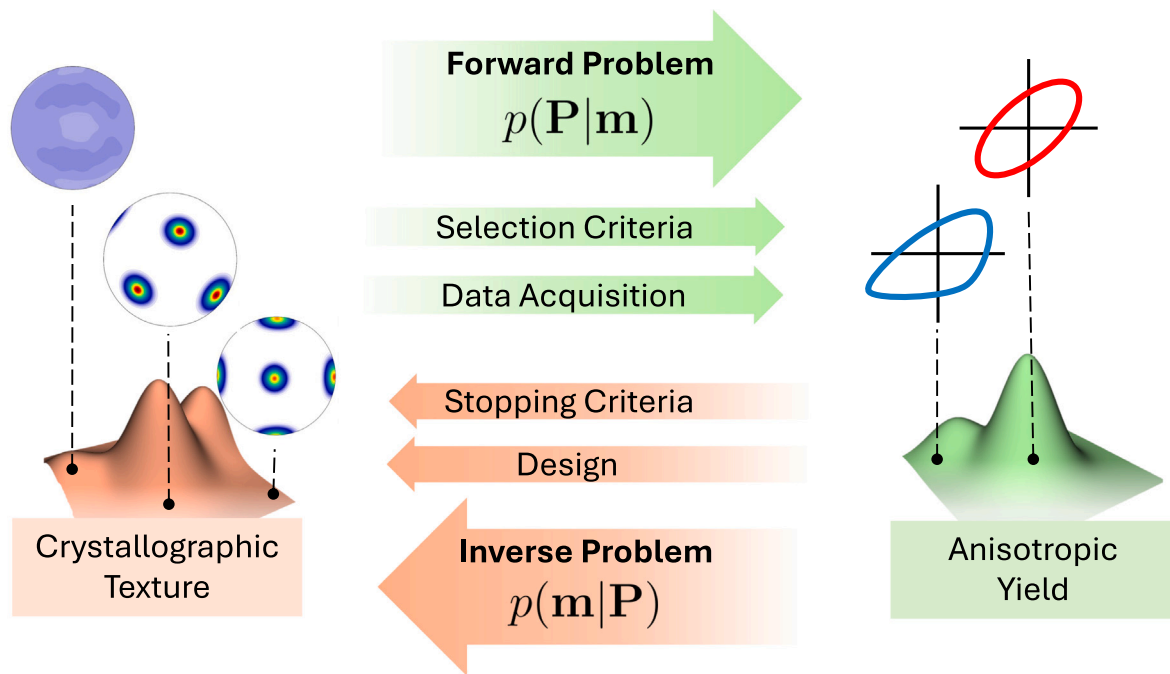 Forward Problem
p(P|m)
Selection Criteria
Data Acquisition
Stopping Criteria
Design
Inverse Problem
p(m|P)
Crystallographic
Texture
Anisotropic
Yield